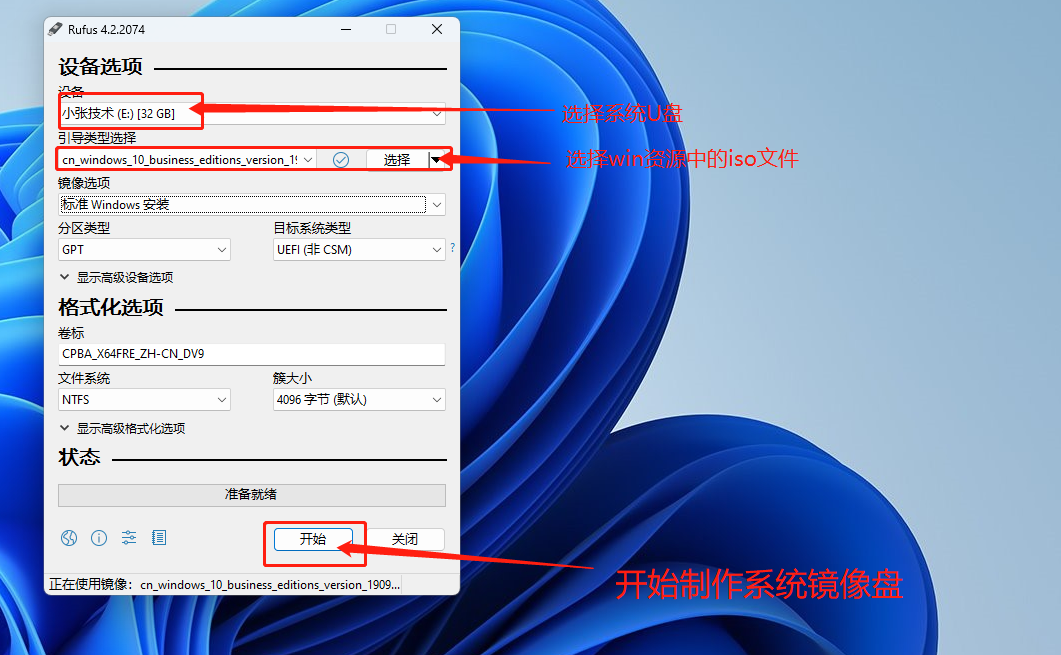 Rufus 4.2.2074
设备选项
设备
小张技术 (E:) [32 GB]
选择系统U盘
引导类型选择
cn_windows_10_business_editions_version_19
选择
选择win资源中的iso文件
镜像选项
标准 Windows 安装
分区类型
目标系统类型
GPT
UEFI (非 CSM)
?
显示高级设备选项
格式化选项
卷标
CPBA_X64FRE_ZH-CN_DV9
文件系统
簇大小
NTFS
4096 字节 (默认)
显示高级格式化选项
状态
准备就绪
开始
关闭
开始制作系统镜像盘
正在使用镜像: cn_windows_10_business_editions_version_1909...